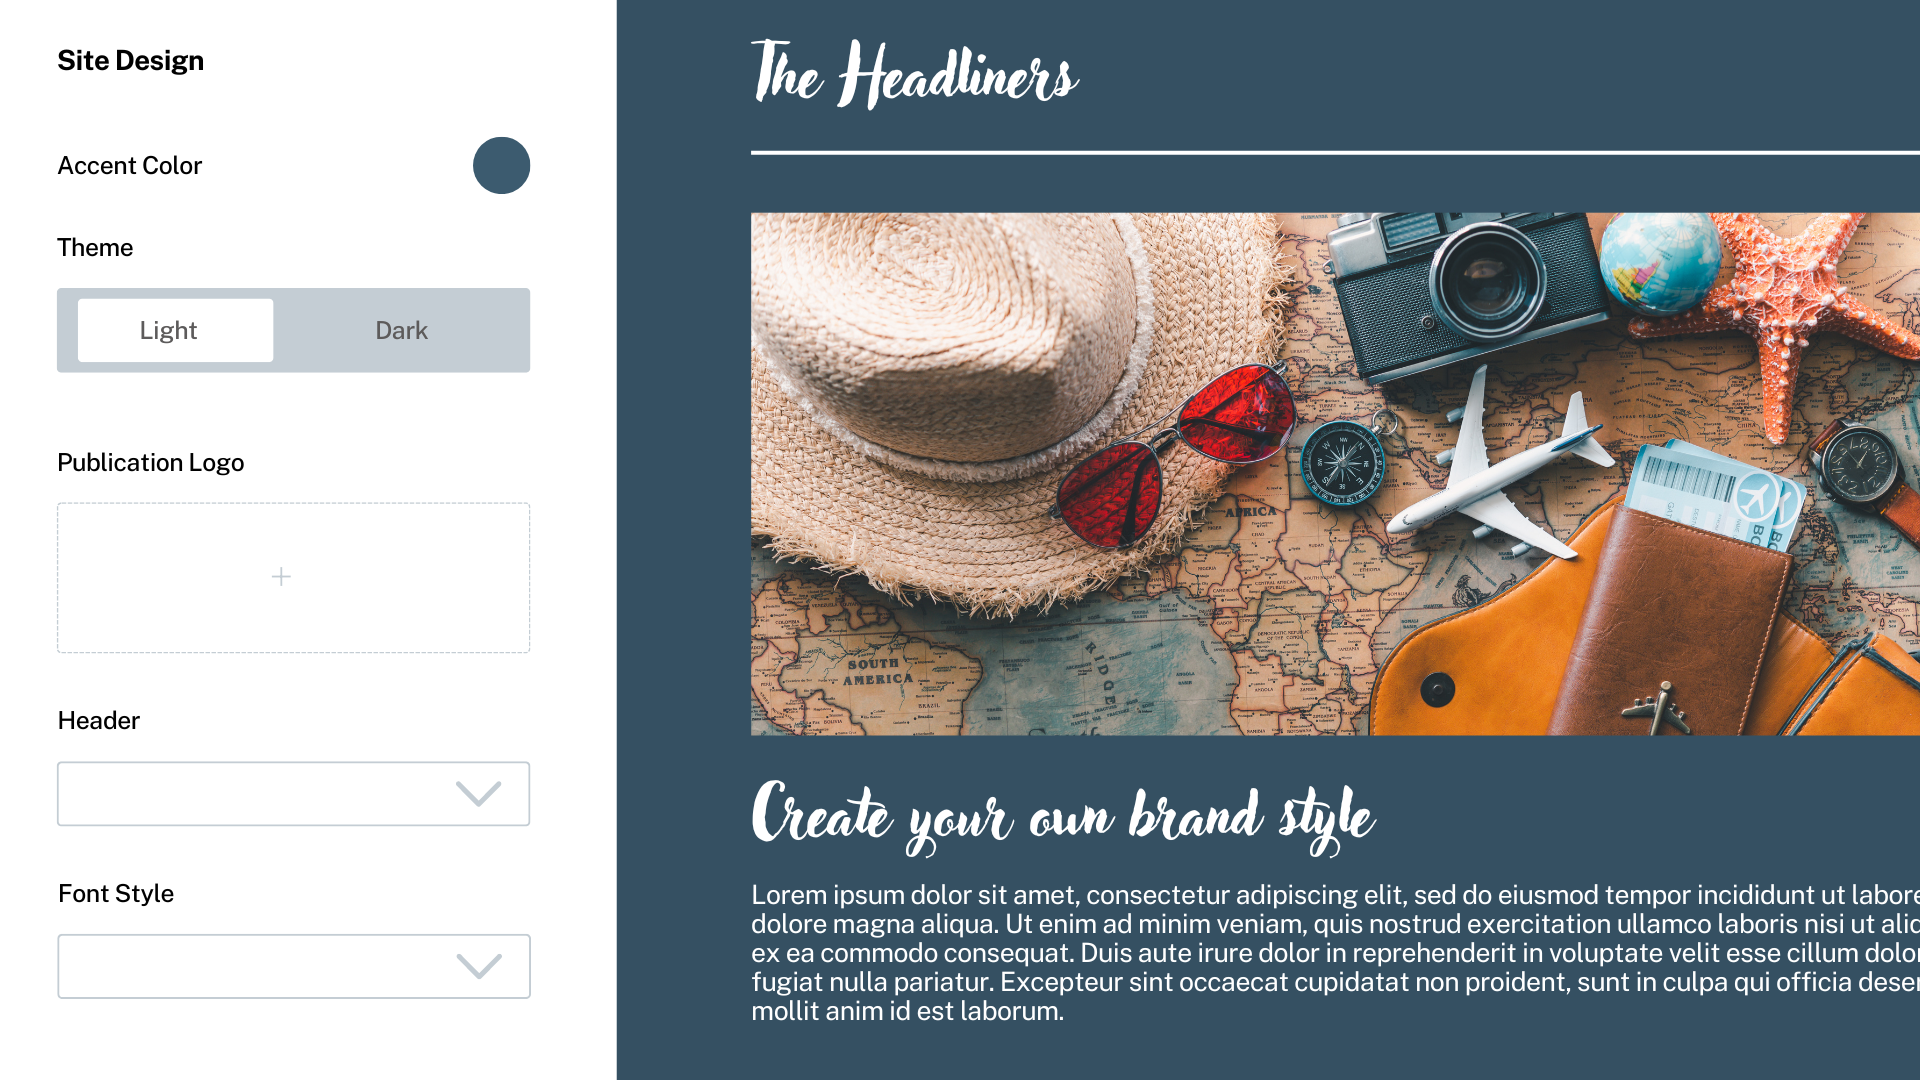 Site Design
Accent Color
Theme
Light
Dark
Publication Logo
Header
Font Style
The Headliners
AFRICA
SOUTH
AMERICA
BRAZIL
CHINA
RIDGE
Create your own brand style
Lorem ipsum dolor sit amet, consectetur adipiscing elit, sed do eiusmod tempor incididunt ut labore
dolore magna aliqua. Ut enim ad minim veniam, quis nostrud exercitation ullamco laboris nisi ut aliq
ex ea commodo consequat. Duis aute irure dolor in reprehenderit in voluptate velit esse cillum dolor
fugiat nulla pariatur. Excepteur sint occaecat cupidatat non proident, sunt in culpa qui officia deser
mollit anim id est laborum.